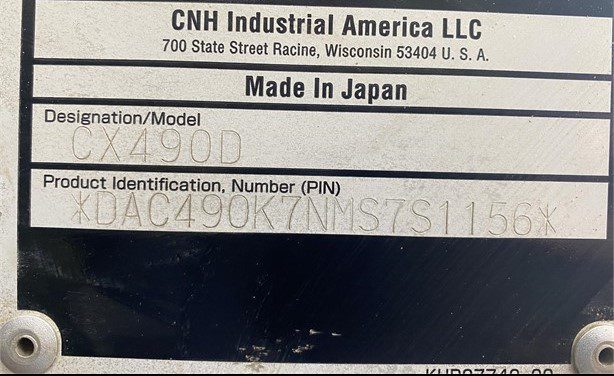 CNH Industrial America LLC
700 State Street Racine, Wisconsin 53404 U. S. A.
Made In Japan
Designation/Model
CX490D
Product Identification, Number (PIN)
*DAC490K7NMS7S1156*